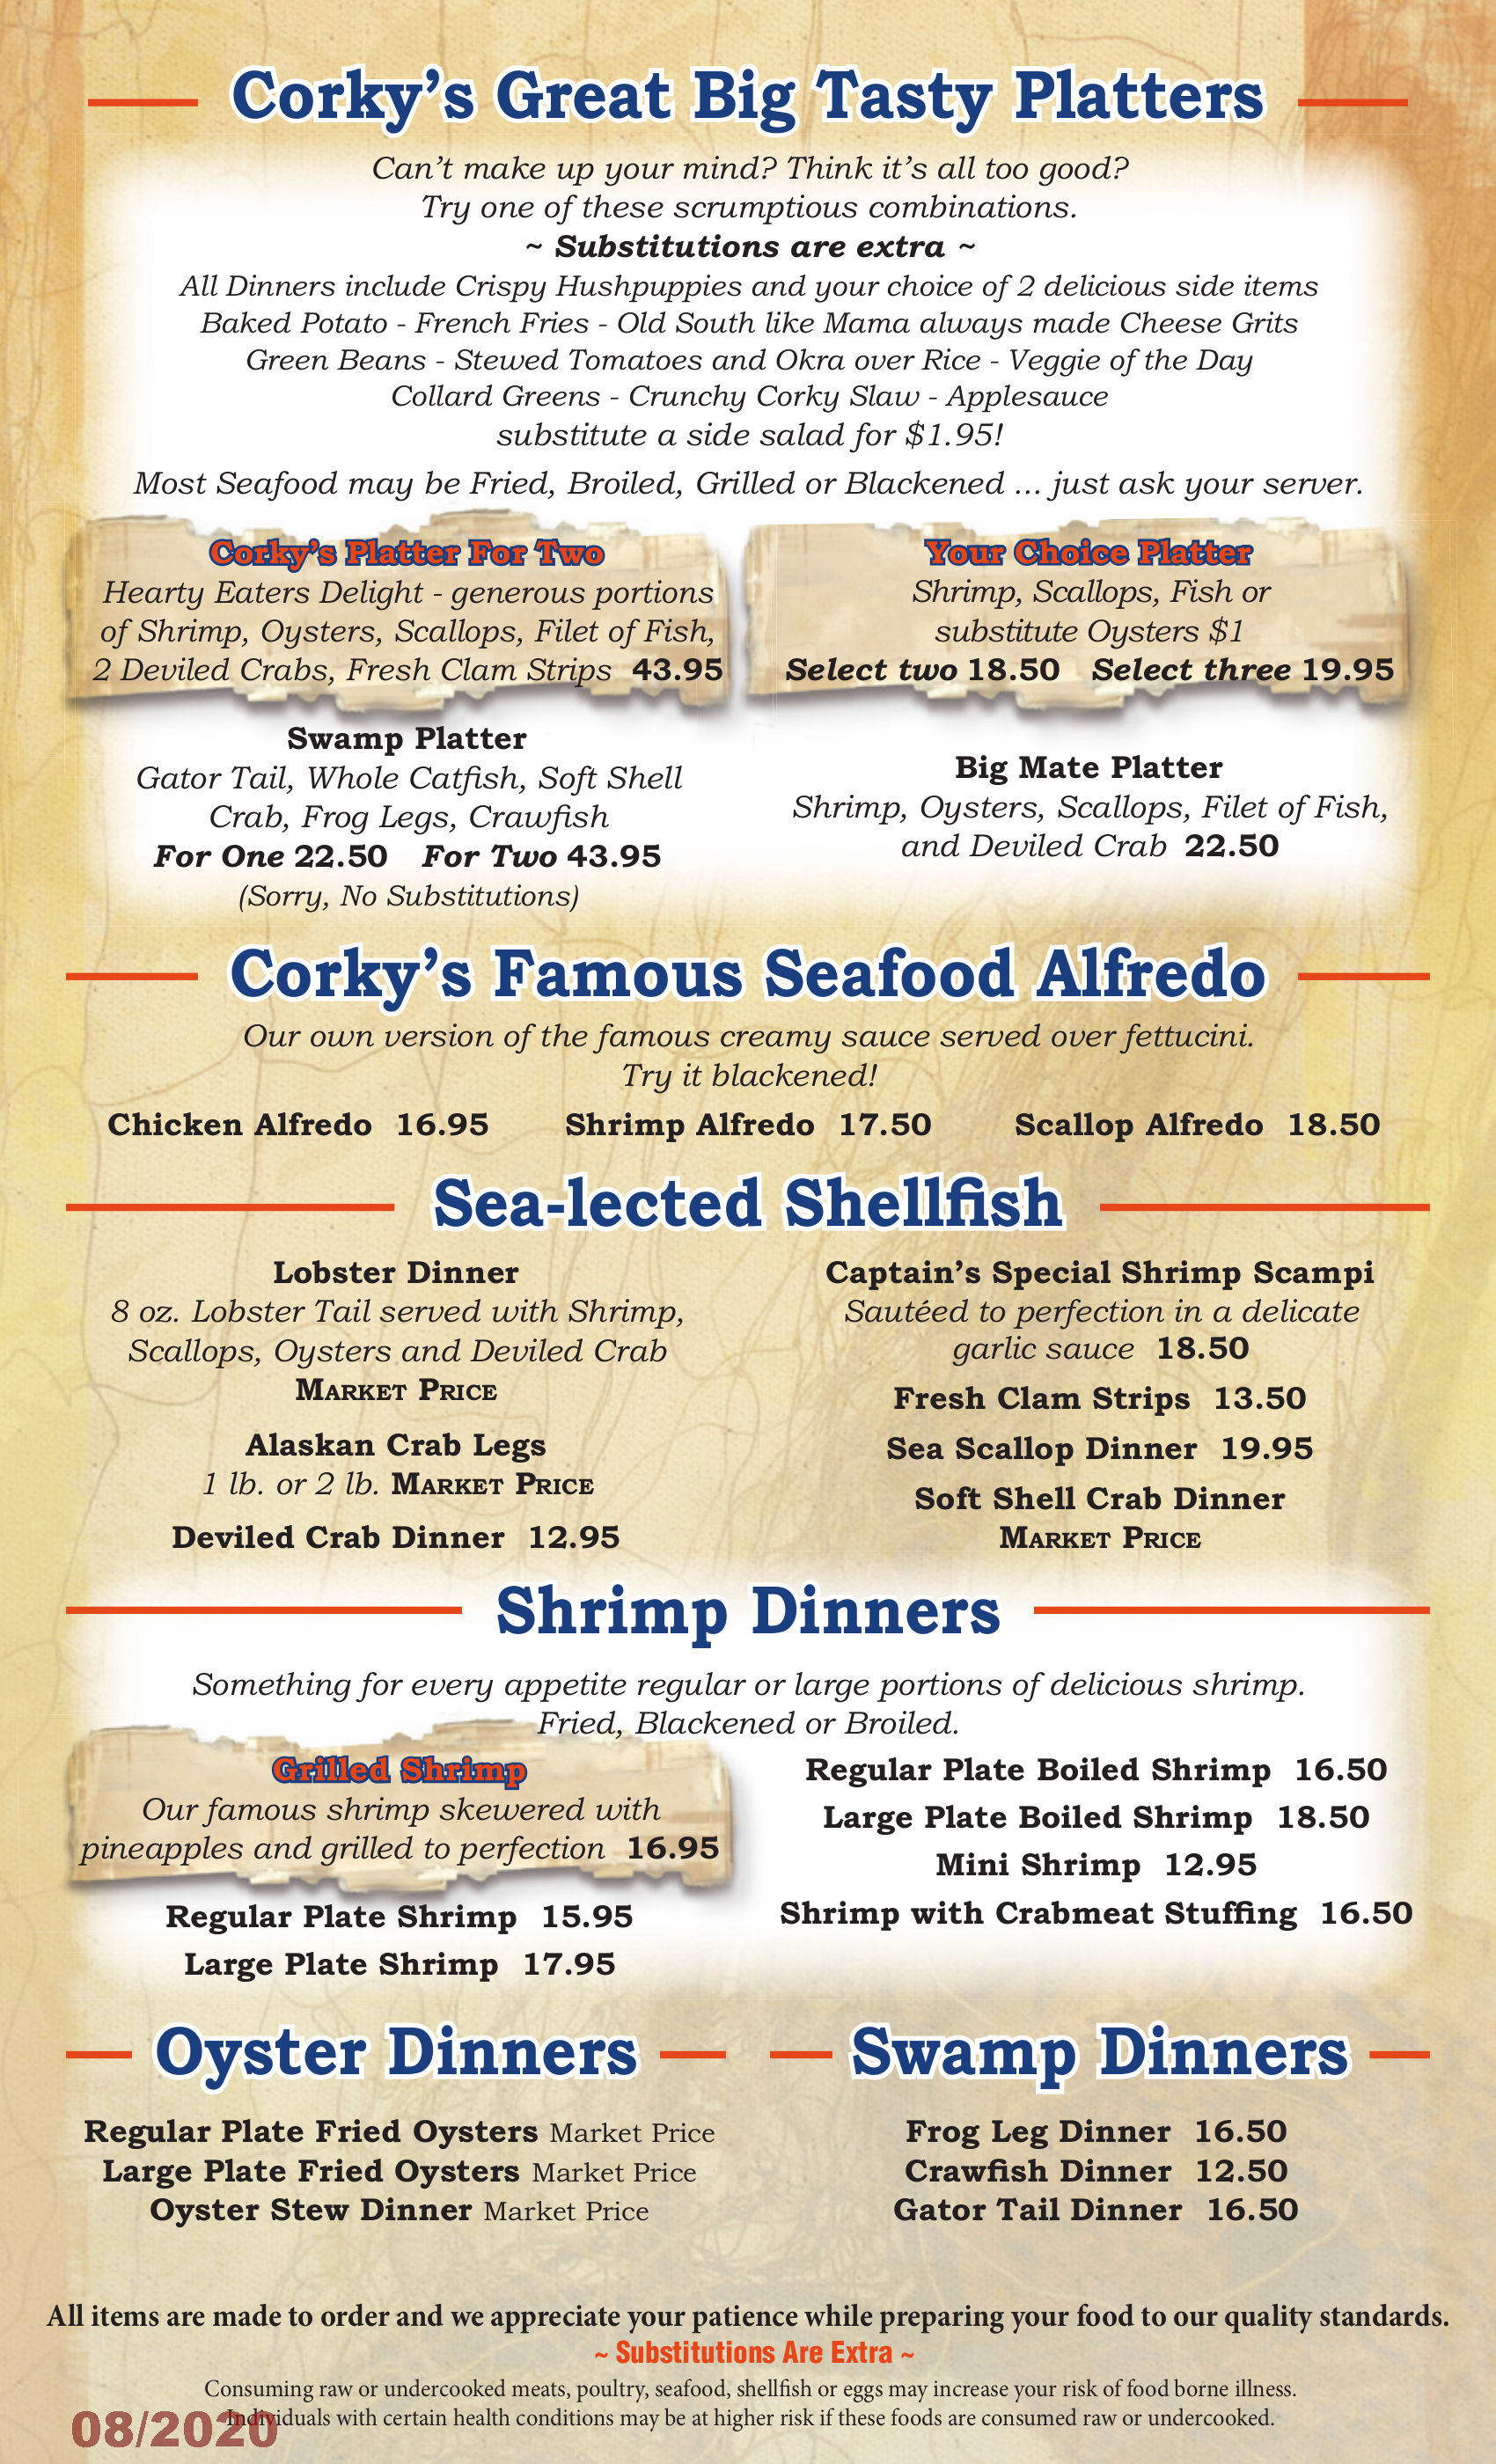 Corky's Great Big Tasty Platters
Can't make up your mind? Think it's all too good?
Try one of these scrumptious combinations.
~ Substitutions are extra ~
All Dinners include Crispy Hushpuppies and your choice of 2 delicious side items
Baked Potato - French Fries - Old South like Mama always made Cheese Grits
Green Beans - Stewed Tomatoes and Okra over Rice - Veggie of the Day
Collard Greens - Crunchy Corky Slaw - Applesauce
substitute a side salad for $1.95!
Most Seafood may be Fried, Broiled, Grilled or Blackened ... just ask your server.
Corky's Platter For Two
Hearty Eaters Delight - generous portions
of Shrimp, Oysters, Scallops, Filet of Fish,
2 Deviled Crabs, Fresh Clam Strips 43.95
Your Choice Platter
Shrimp, Scallops, Fish or
substitute Oysters $1
Select two 18.50 Select three 19.95
Swamp Platter
Gator Tail, Whole Catfish, Soft Shell
Crab, Frog Legs, Crawfish
For One 22.50 For Two 43.95
(Sorry, No Substitutions)
Big Mate Platter
Shrimp, Oysters, Scallops, Filet of Fish,
and Deviled Crab 22.50
Corky's Famous Seafood Alfredo
Our own version of the famous creamy sauce served over fettucini.
Try it blackened!
Chicken Alfredo 16.95 Shrimp Alfredo 17.50 Scallop Alfredo 18.50
Sea-lected Shellfish
Lobster Dinner
8 oz. Lobster Tail served with Shrimp,
Scallops, Oysters and Deviled Crab
MARKET PRICE
Alaskan Crab Legs
1 lb. or 2 lb. MARKET PRICE
Deviled Crab Dinner 12.95
Captain's Special Shrimp Scampi
Sautéed to perfection in a delicate
garlic sauce 18.50
Fresh Clam Strips 13.50
Sea Scallop Dinner 19.95
Soft Shell Crab Dinner
MARKET PRICE
Shrimp Dinners
Something for every appetite regular or large portions of delicious shrimp.
Fried, Blackened or Broiled.
Grilled Shrimp
Our famous shrimp skewered with
pineapples and grilled to perfection 16.95
Regular Plate Shrimp 15.95
Large Plate Shrimp 17.95
Regular Plate Boiled Shrimp 16.50
Large Plate Boiled Shrimp 18.50
Mini Shrimp 12.95
Shrimp with Crabmeat Stuffing 16.50
Oyster Dinners
Regular Plate Fried Oysters Market Price
Large Plate Fried Oysters Market Price
Oyster Stew Dinner Market Price
Swamp Dinners
Frog Leg Dinner 16.50
Crawfish Dinner 12.50
Gator Tail Dinner 16.50
All items are made to order and we appreciate your patience while preparing your food to our quality standards.
~ Substitutions Are Extra ~
Consuming raw or undercooked meats, poultry, seafood, shellfish or eggs may increase your risk of food borne illness.
Individuals with certain health conditions may be at higher risk if these foods are consumed raw or undercooked.
08/2020